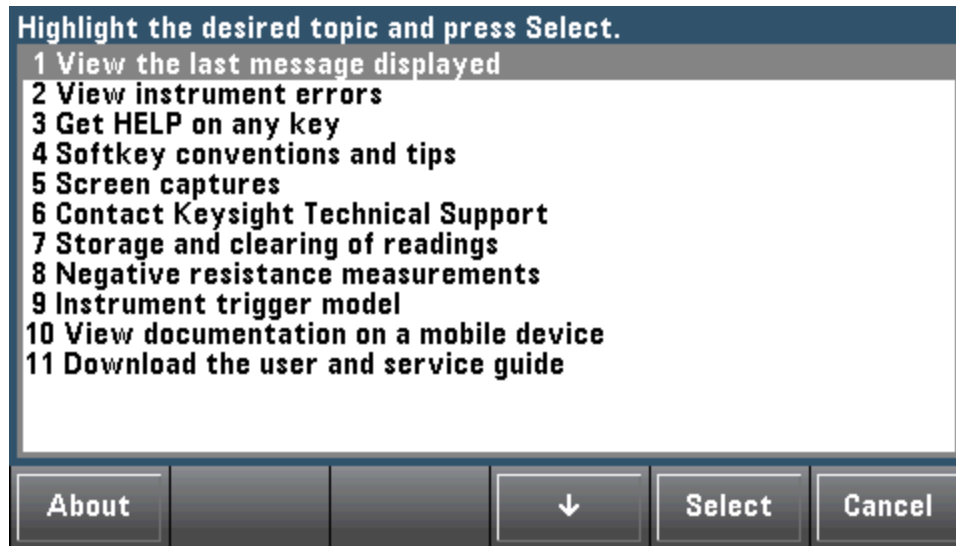 Highlight the desired topic and press Select.
1 View the last message displayed
2 View instrument errors
3 Get HELP on any key
4 Softkey conventions and tips
5 Screen captures
6 Contact Keysight Technical Support
7 Storage and clearing of readings
8 Negative resistance measurements
9 Instrument trigger model
10 View documentation on a mobile device
11 Download the user and service guide
About ↓ Select Cancel